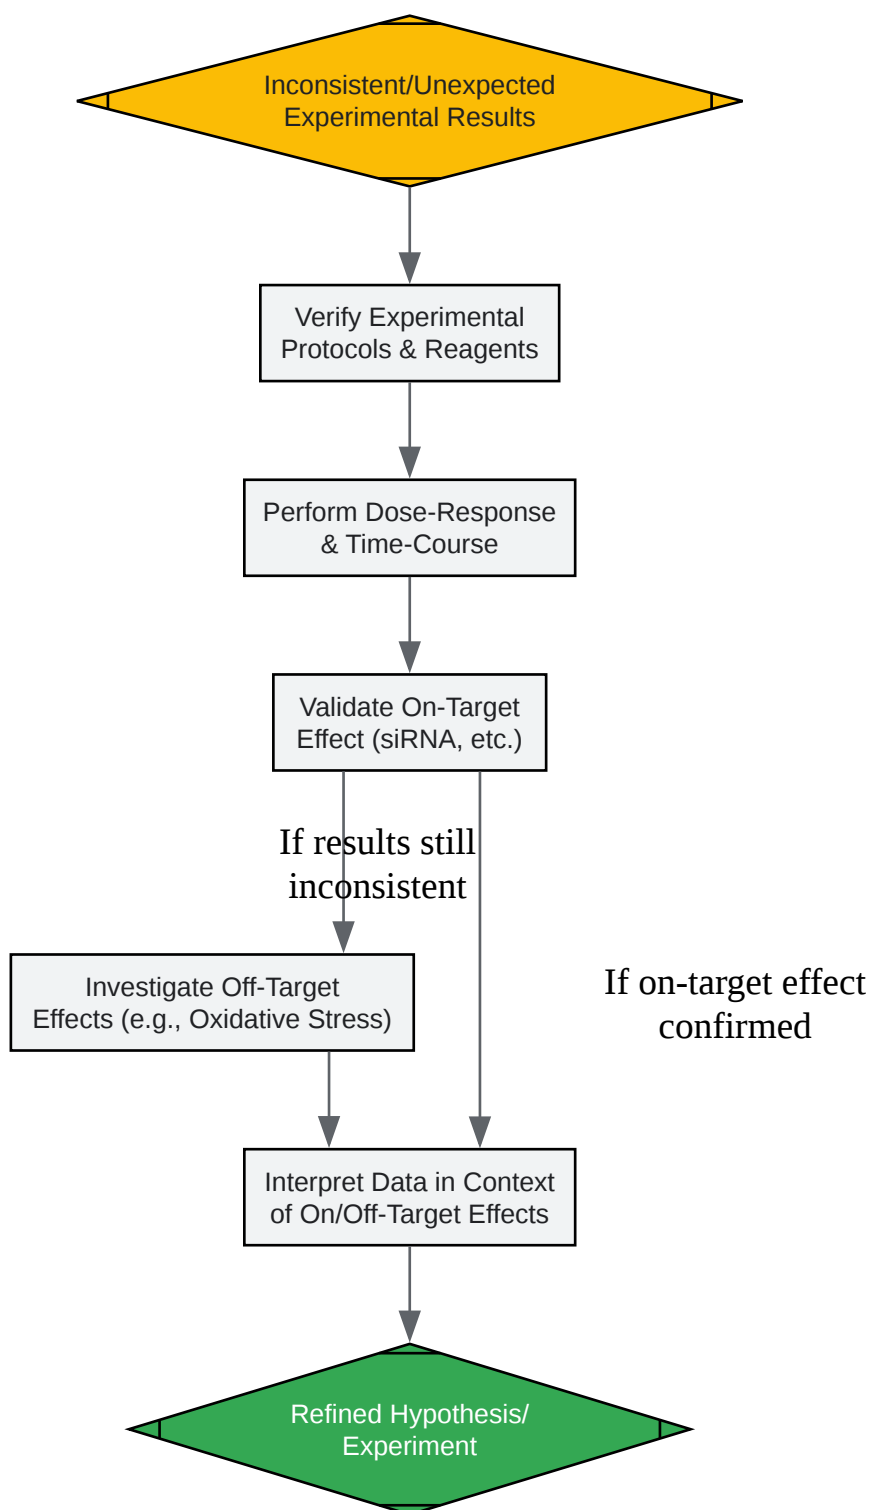 Inconsistent/Unexpected
Experimental Results
Verify Experimental
Protocols & Reagents
Perform Dose-Response
& Time-Course
Validate On-Target
Effect (siRNA, etc.)
If results still
inconsistent
Investigate Off-Target
Effects (e.g., Oxidative Stress)
If on-target effect
confirmed
Interpret Data in Context
of On/Off-Target Effects
Refined Hypothesis/
Experiment